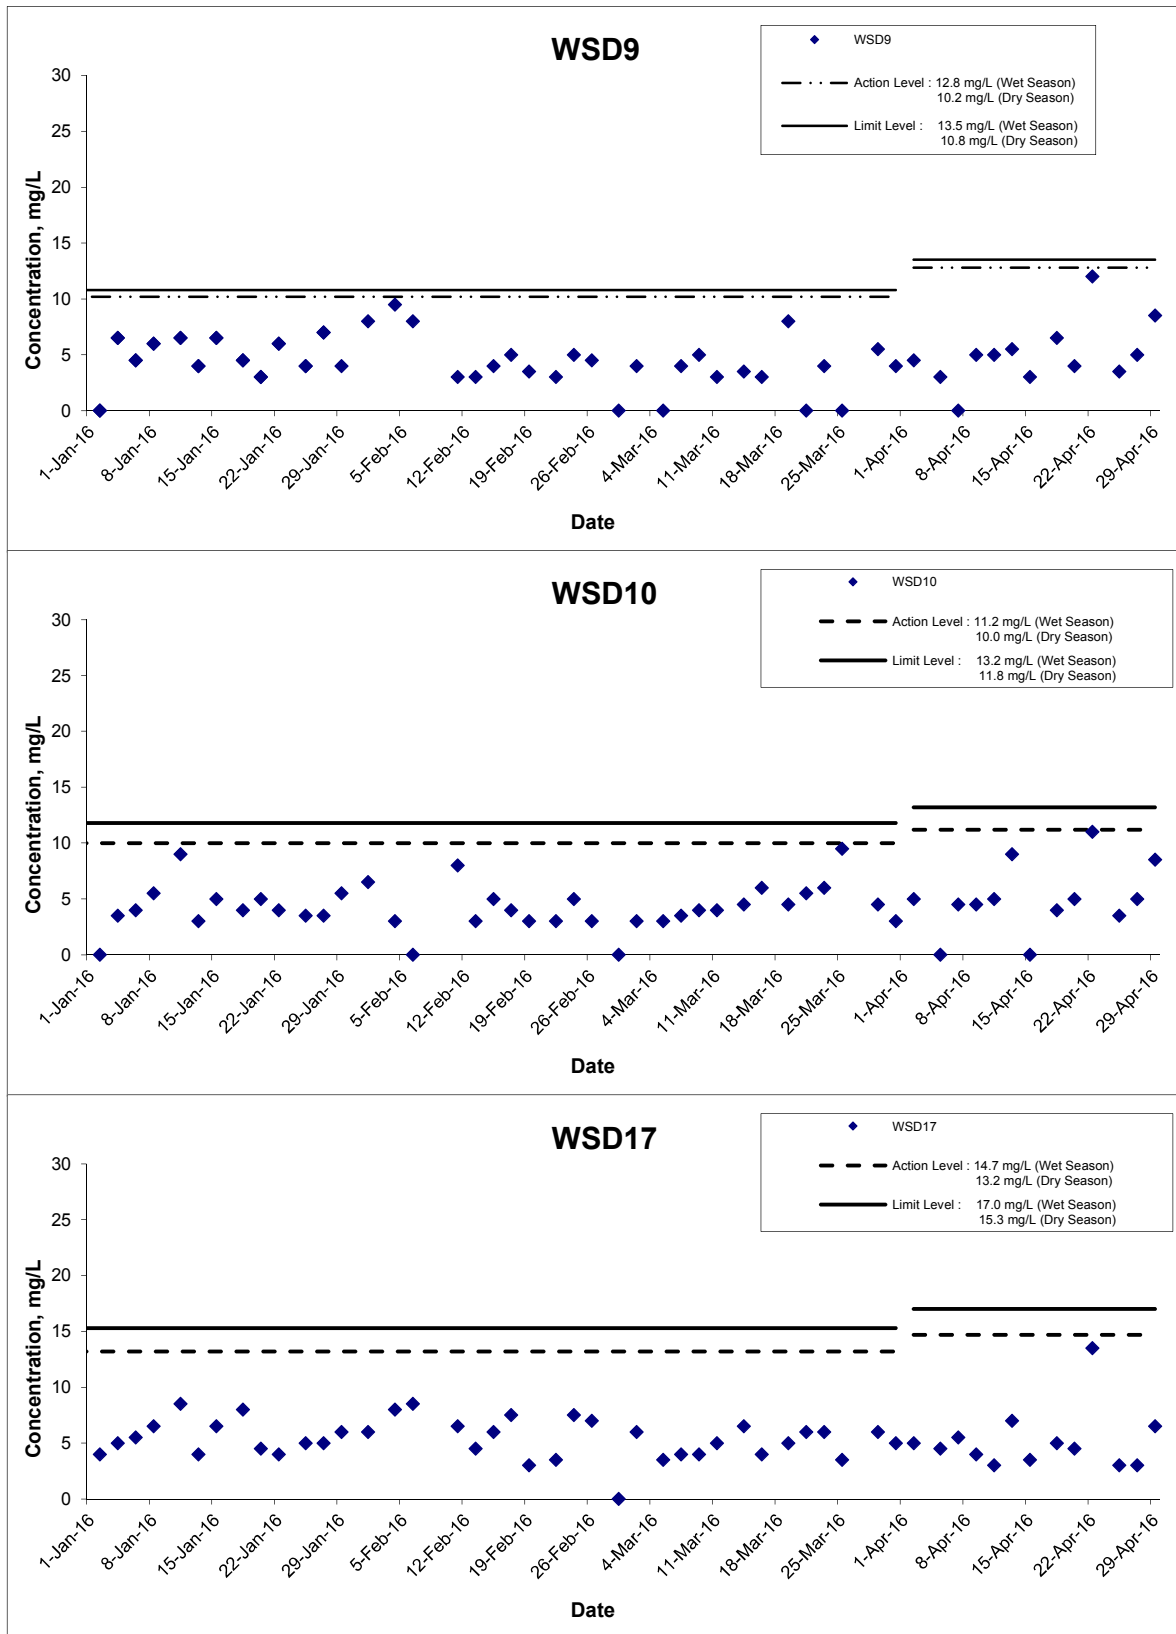 WSD9
WSD9
Action Level : 12.8 mg/L (Wet Season)
10.2 mg/L (Dry Season)
Limit Level : 13.5 mg/L (Wet Season)
10.8 mg/L (Dry Season)
Concentration, mg/L
30
25
20
15
10
5
0
1-Jan-16
8-Jan-16
15-Jan-16
22-Jan-16
29-Jan-16
5-Feb-16
12-Feb-16
19-Feb-16
26-Feb-16
4-Mar-16
11-Mar-16
18-Mar-16
25-Mar-16
1-Apr-16
8-Apr-16
15-Apr-16
22-Apr-16
29-Apr-16
Date
WSD10
WSD10
Action Level : 11.2 mg/L (Wet Season)
10.0 mg/L (Dry Season)
Limit Level : 13.2 mg/L (Wet Season)
11.8 mg/L (Dry Season)
Concentration, mg/L
30
25
20
15
10
5
0
1-Jan-16
8-Jan-16
15-Jan-16
22-Jan-16
29-Jan-16
5-Feb-16
12-Feb-16
19-Feb-16
26-Feb-16
4-Mar-16
11-Mar-16
18-Mar-16
25-Mar-16
1-Apr-16
8-Apr-16
15-Apr-16
22-Apr-16
29-Apr-16
Date
WSD17
WSD17
Action Level : 14.7 mg/L (Wet Season)
13.2 mg/L (Dry Season)
Limit Level : 17.0 mg/L (Wet Season)
15.3 mg/L (Dry Season)
Concentration, mg/L
30
25
20
15
10
5
0
1-Jan-16
8-Jan-16
15-Jan-16
22-Jan-16
29-Jan-16
5-Feb-16
12-Feb-16
19-Feb-16
26-Feb-16
4-Mar-16
11-Mar-16
18-Mar-16
25-Mar-16
1-Apr-16
8-Apr-16
15-Apr-16
22-Apr-16
29-Apr-16
Date